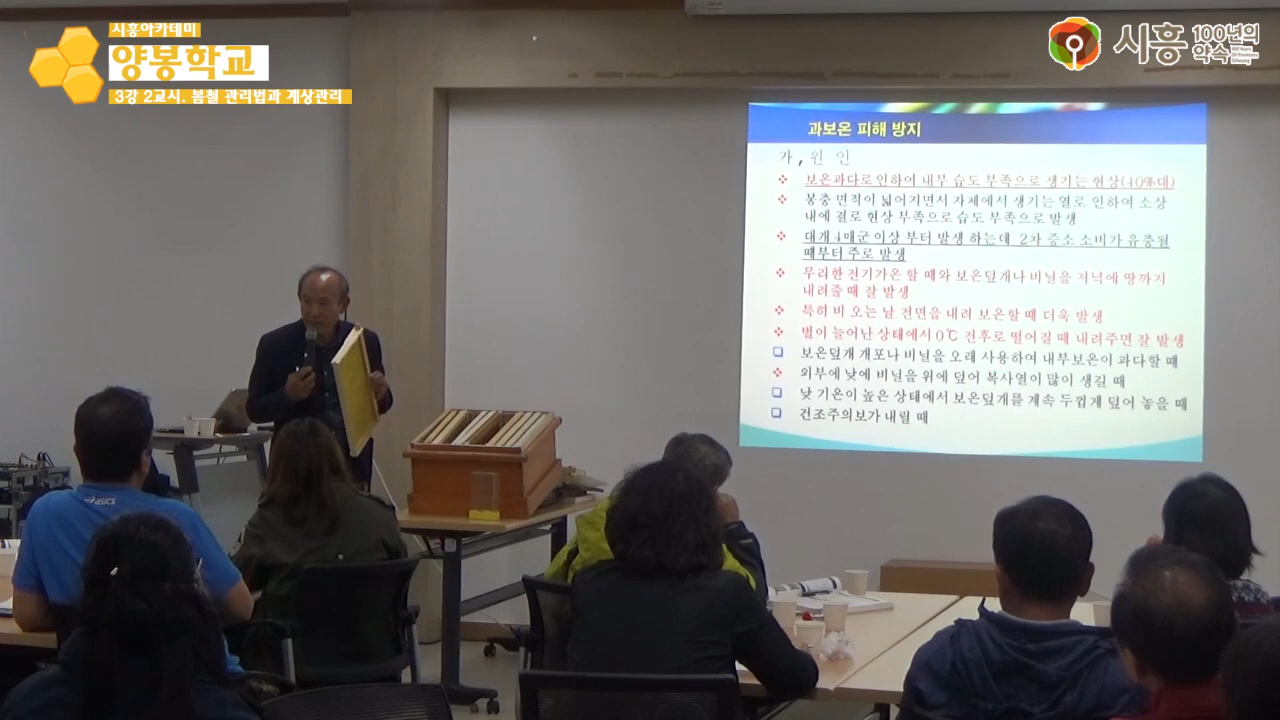 시흥아카데미
양봉학교
3강 2교시. 봄철 관리법과 계상관리
시흥 100년의 약속
과보온 피해 방지
가, 원 인
보온과다로 인하여 내부 습도 부족으로 생기는 현상(40%대)
봉충 면적이 넓어지면서 자체에서 생기는 열로 인하여 소상
내에 결로 현상 부족으로 습도 부족으로 발생
대개 4매군 이상 부터 발생 하는데 2차 증소 소비가 유충될
때부터 주로 발생
무리한 전기가온 할 때와 보온덮개나 비닐을 저녁에 땅까지
내려줄 때 잘 발생
특히 비 오는 날 전면을 내려 보온할 때 더욱 발생
벌이 늘어난 상태에서 0℃ 전후로 떨어질 때 내려주면 잘 발생
보온덮개 개포나 비닐을 오래 사용하여 내부보온이 과다할 때
외부에 낮에 비닐을 위에 덮어 복사열이 많이 생길 때
낮 기온이 높은 상태에서 보온덮개를 계속 두껍게 덮어 놓을 때
건조주의보가 내릴 때
asics